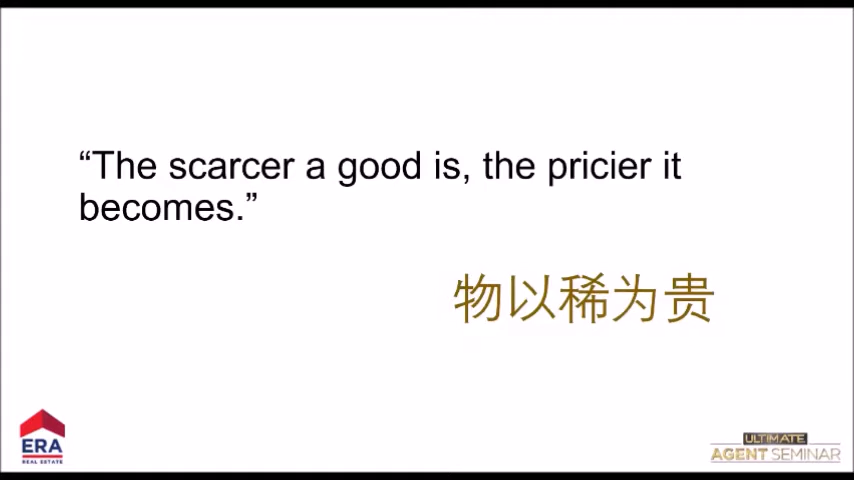 “The scarcer a good is, the pricier it
becomes.”
物以稀为贵
ERA
REAL ESTATE
ULTIMATE
AGENT SEMINAR